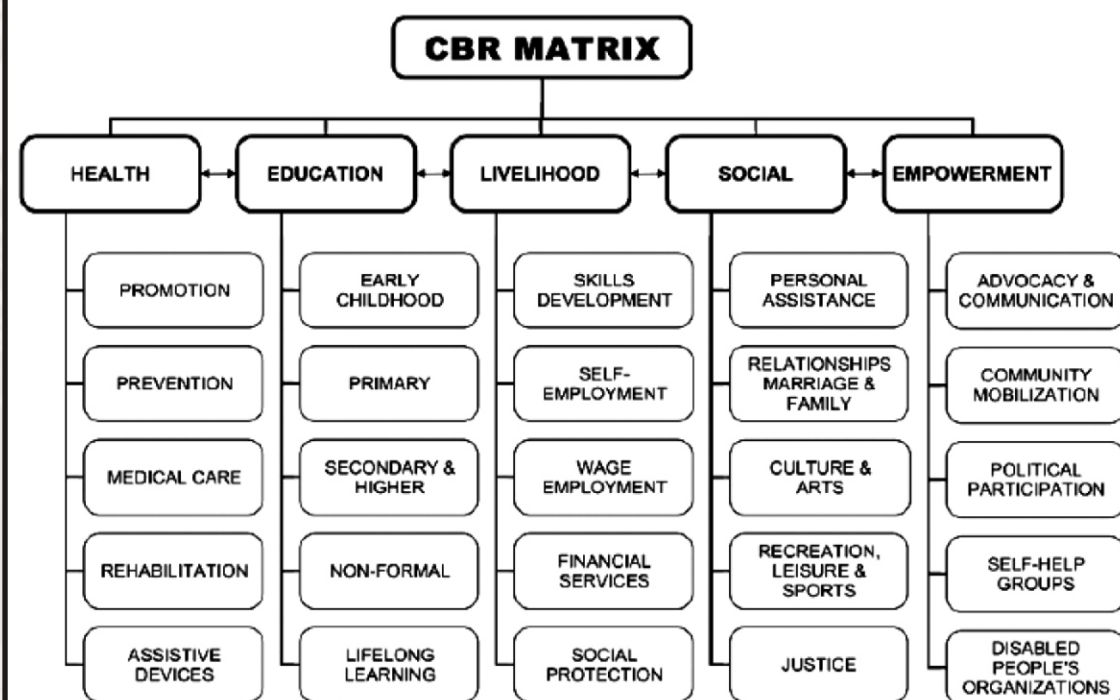 CBR MATRIX
HEALTH
EDUCATION
LIVELIHOOD
SOCIAL
EMPOWERMENT
PROMOTION
PREVENTION
MEDICAL CARE
REHABILITATION
ASSISTIVE
DEVICES
EARLY
CHILDHOOD
PRIMARY
SECONDARY &
HIGHER
NON-FORMAL
LIFELONG
LEARNING
SKILLS
DEVELOPMENT
SELF-
EMPLOYMENT
WAGE
EMPLOYMENT
FINANCIAL
SERVICES
SOCIAL
PROTECTION
PERSONAL
ASSISTANCE
RELATIONSHIPS
MARRIAGE &
FAMILY
CULTURE &
ARTS
RECREATION,
LEISURE &
SPORTS
JUSTICE
ADVOCACY &
COMMUNICATION
COMMUNITY
MOBILIZATION
POLITICAL
PARTICIPATION
SELF-HELP
GROUPS
DISABLED
PEOPLE'S
ORGANIZATIONS